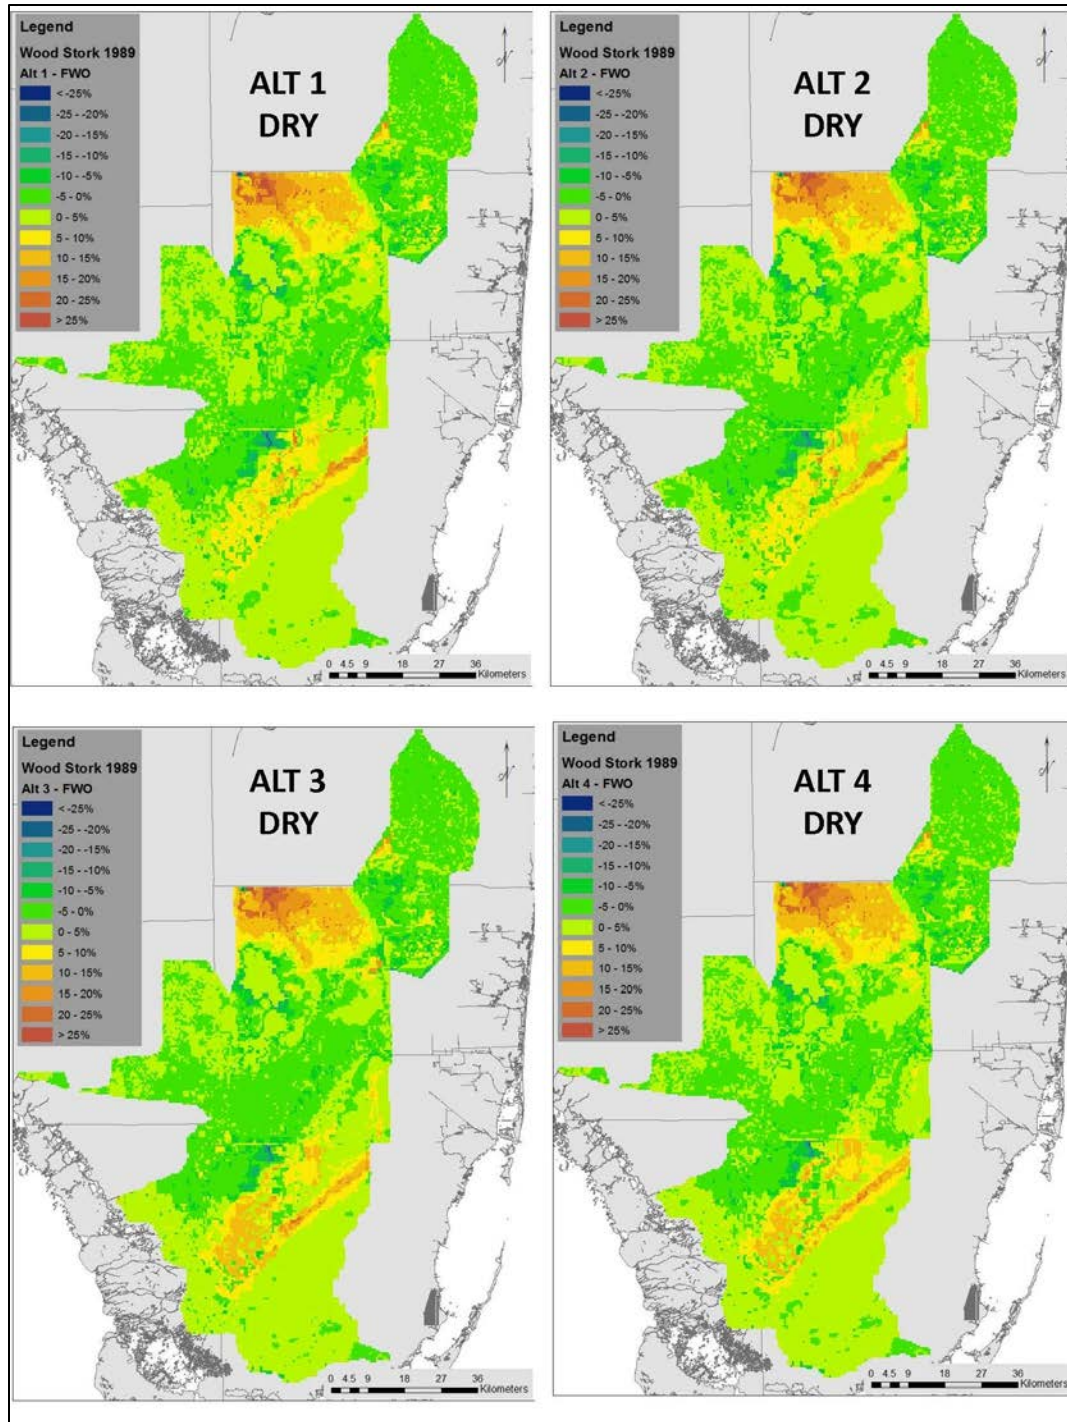 Legend
Wood Stork 1989
Alt 1 - FWO
< -25%
-25 - -20%
-20 - -15%
-15 - -10%
-10 - -5%
-5 - 0%
0 - 5%
5 - 10%
10 - 15%
15 - 20%
20 - 25%
> 25%
ALT 1
DRY
N
0 4.5 9 18 27 36
Kilometers
Legend
Wood Stork 1989
Alt 2 - FWO
< -25%
-25 - -20%
-20 - -15%
-15 - -10%
-10 - -5%
-5 - 0%
0 - 5%
5 - 10%
10 - 15%
15 - 20%
20 - 25%
> 25%
ALT 2
DRY
N
0 4.5 9 18 27 36
Kilometers
Legend
Wood Stork 1989
Alt 3 - FWO
< -25%
-25 - -20%
-20 - -15%
-15 - -10%
-10 - -5%
-5 - 0%
0 - 5%
5 - 10%
10 - 15%
15 - 20%
20 - 25%
> 25%
ALT 3
DRY
N
0 4.5 9 18 27 36
Kilometers
Legend
Wood Stork 1989
Alt 4 - FWO
< -25%
-25 - -20%
-20 - -15%
-15 - -10%
-10 - -5%
-5 - 0%
0 - 5%
5 - 10%
10 - 15%
15 - 20%
20 - 25%
> 25%
ALT 4
DRY
N
0 4.5 9 18 27 36
Kilometers